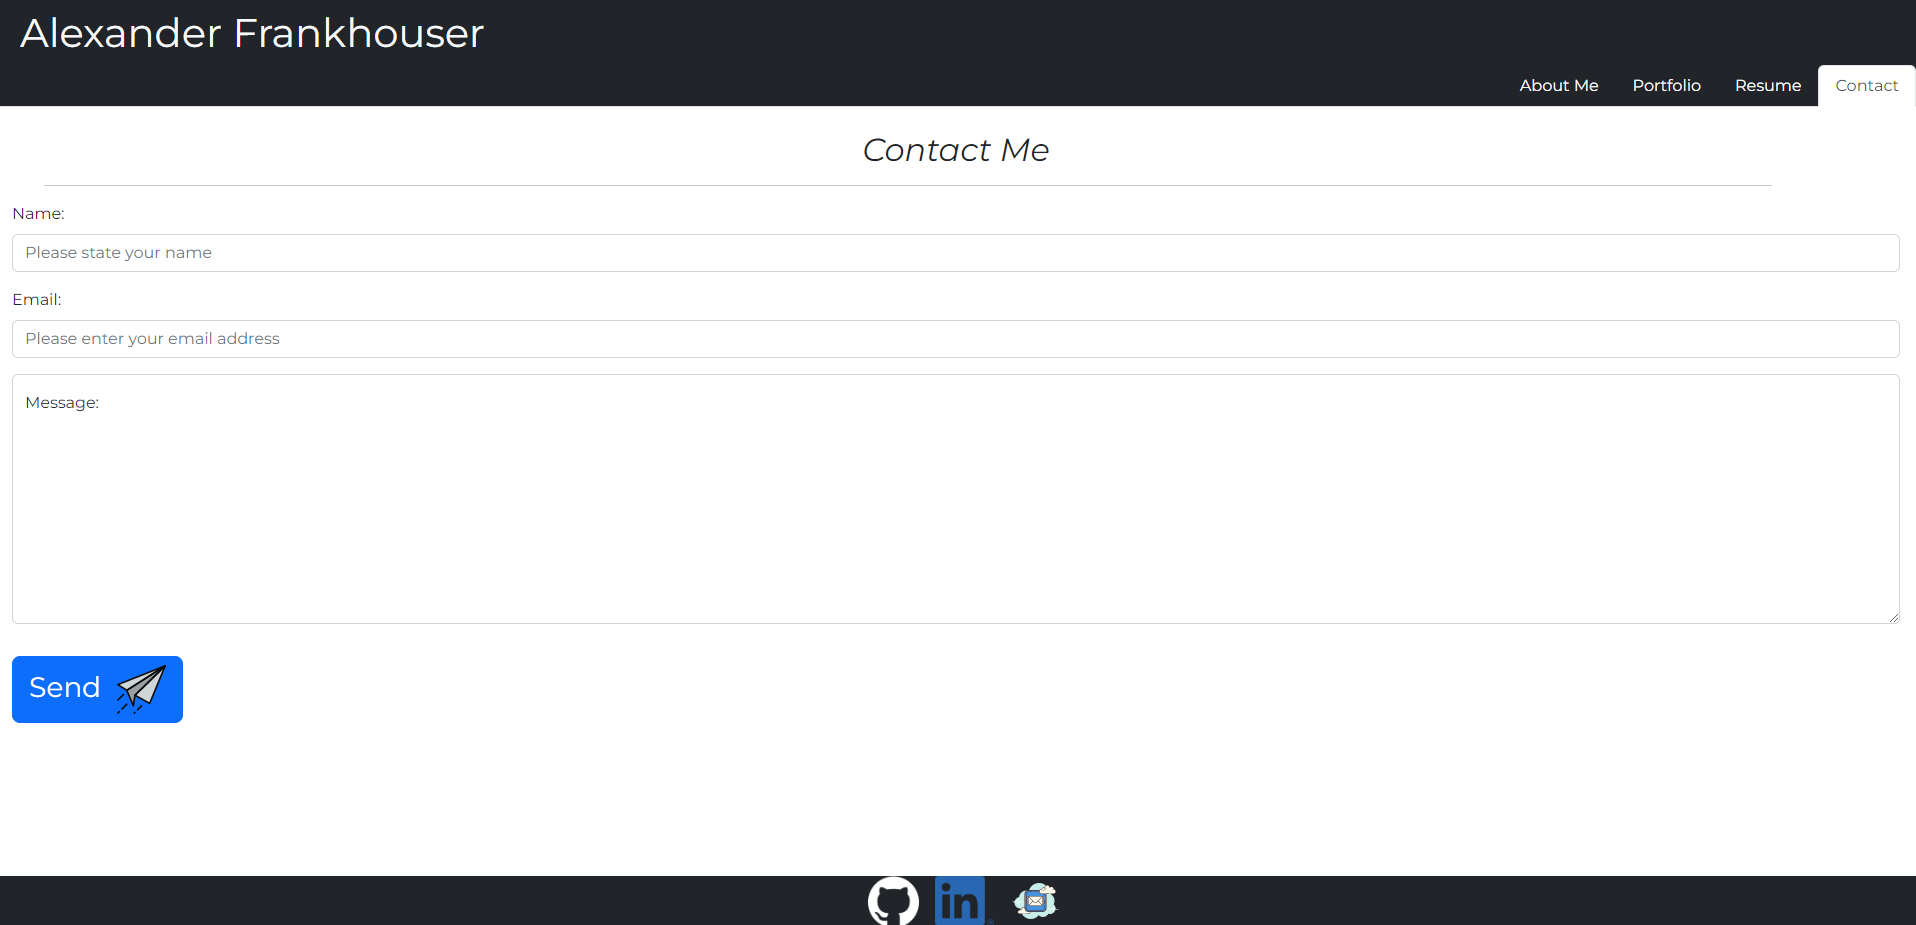 Alexander Frankhouser
About Me Portfolio Resume Contact
Contact Me
Name:
Please state your name
Email:
Please enter your email address
Message:
Send
in